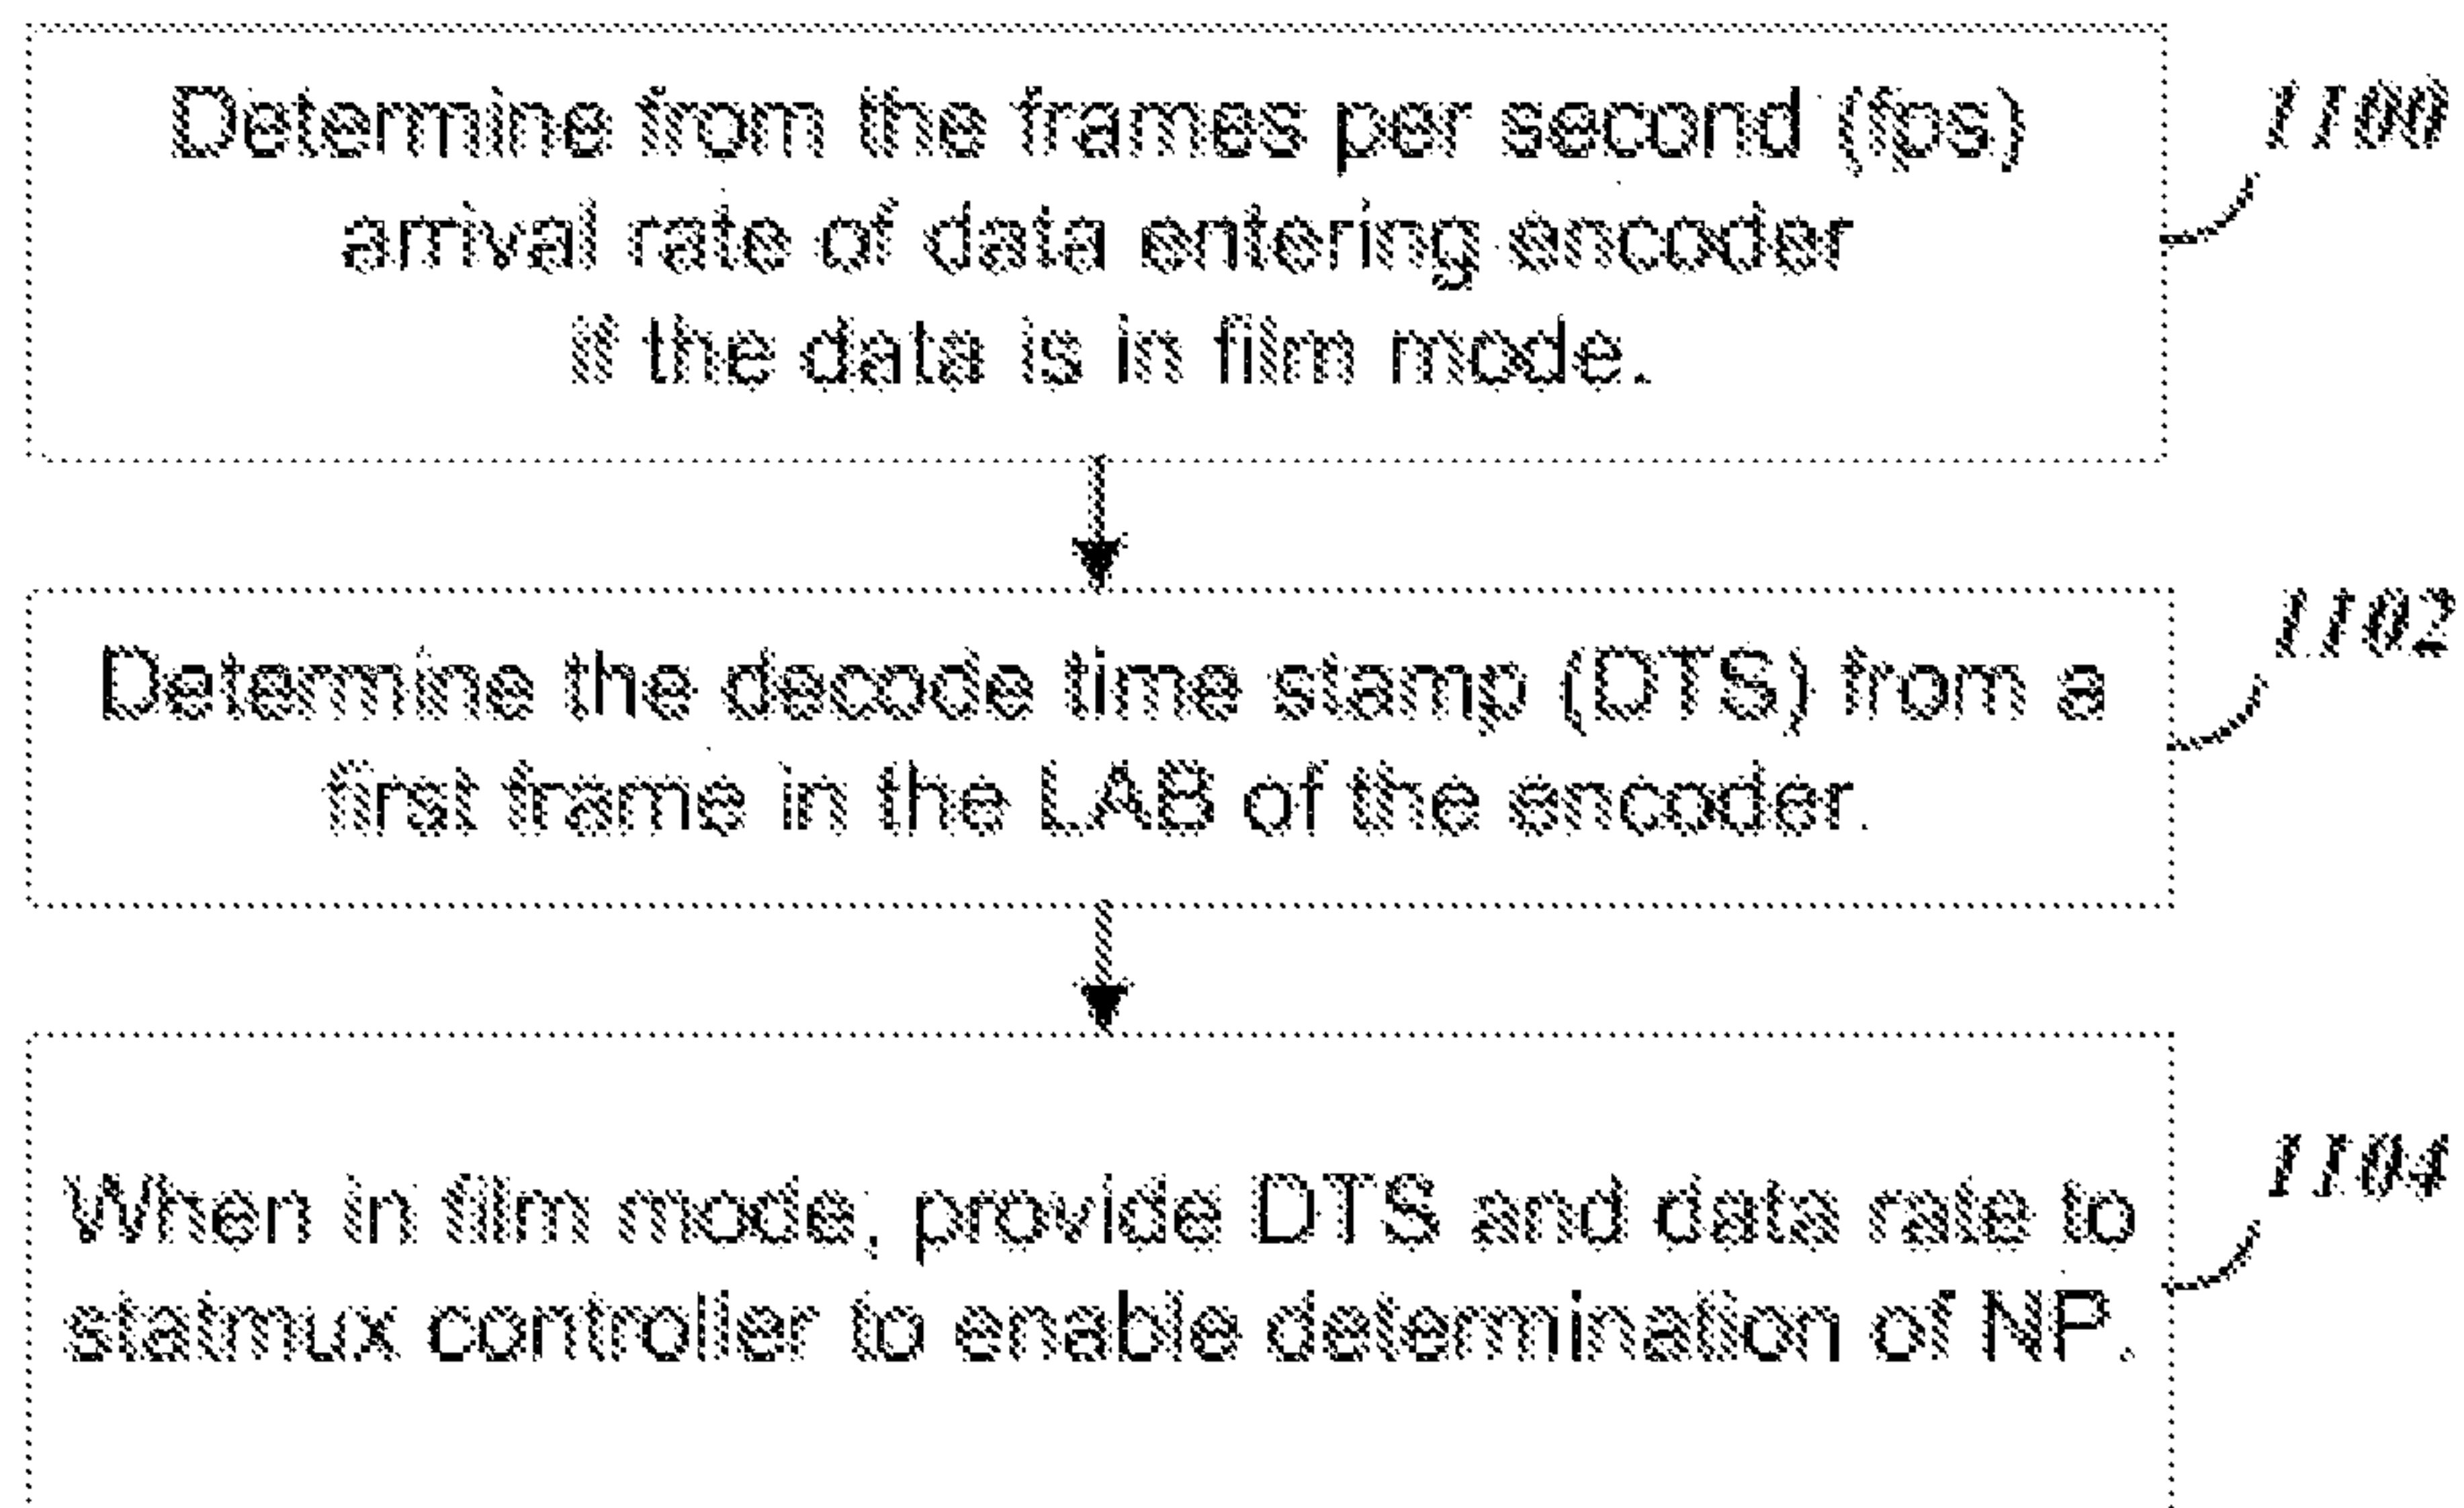 Determine from the frames per second (fps)
1100
arrival rate of data entering encoder
if the data is in film mode.
1102
Determine the decode time stamp (DTS) from a
first frame in the LAB of the encoder.
1104
When in film mode, provide DTS and data rate to
statmux controller to enable determination of NP.